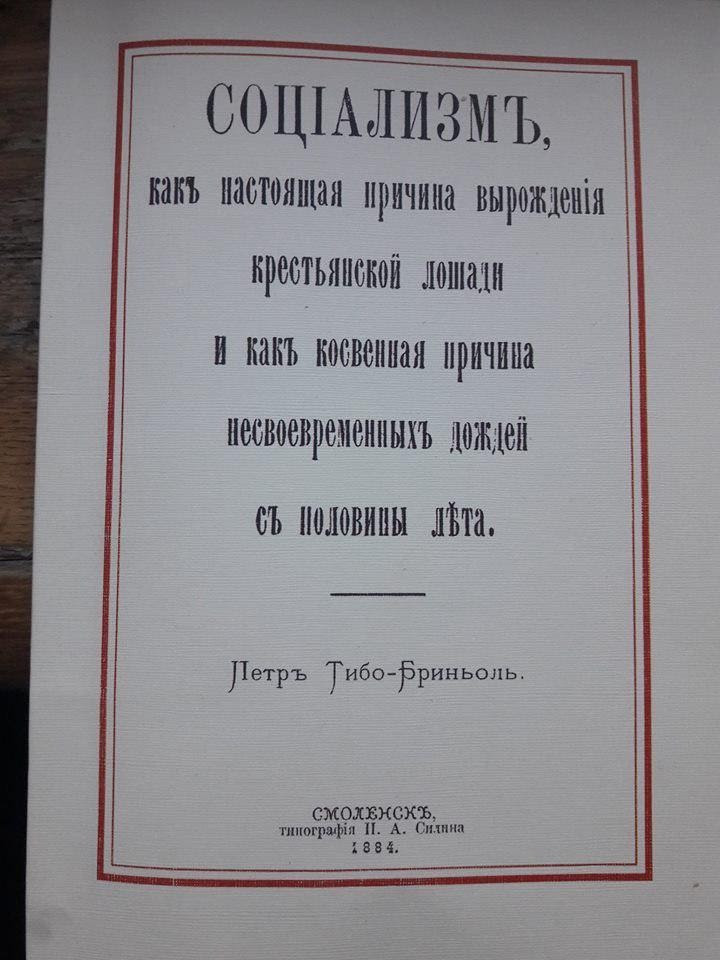 СОЦІАЛИЗМЪ,
какъ настоящая причина вырожденія
крестьянской лошади
и какъ косвенная причина
несвоевременныхъ дождей
съ половины лѣта.
Петръ Тибо-Бриньоль.
СМОЛЕНСКЪ,
типографія П. А. Силина
1884.